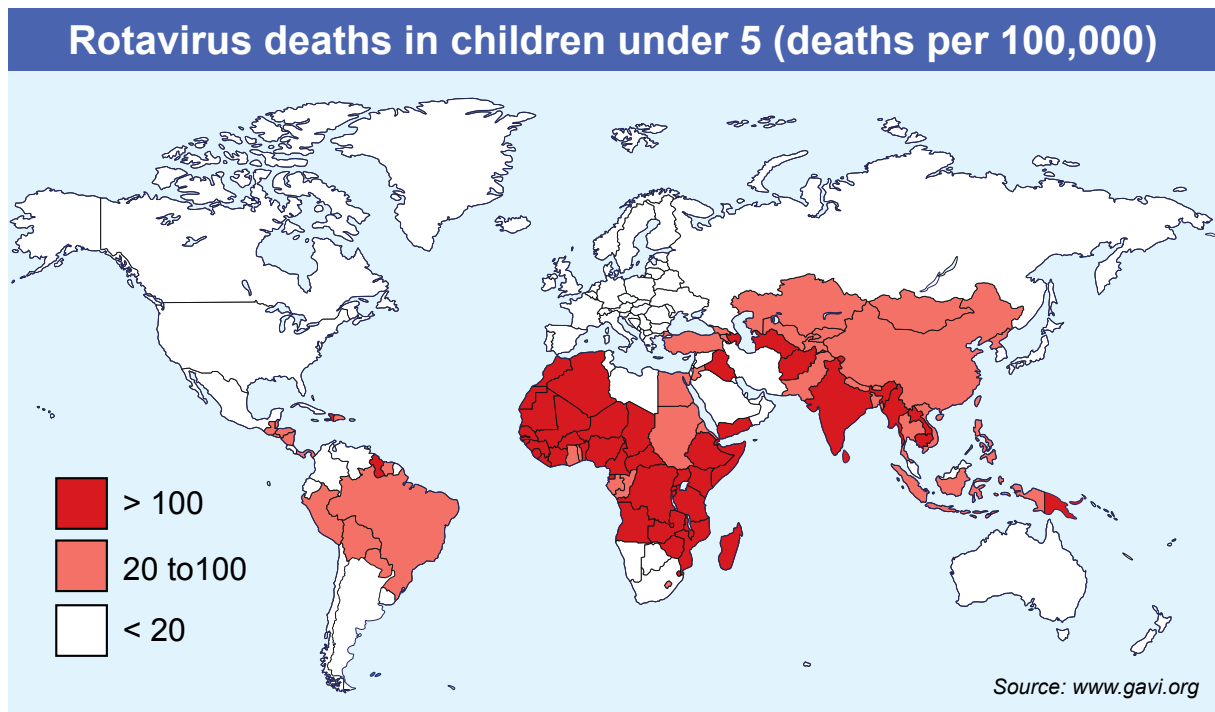 Rotavirus deaths in children under 5 (deaths per 100,000)
> 100
20 to100
< 20
Source: www.gavi.org